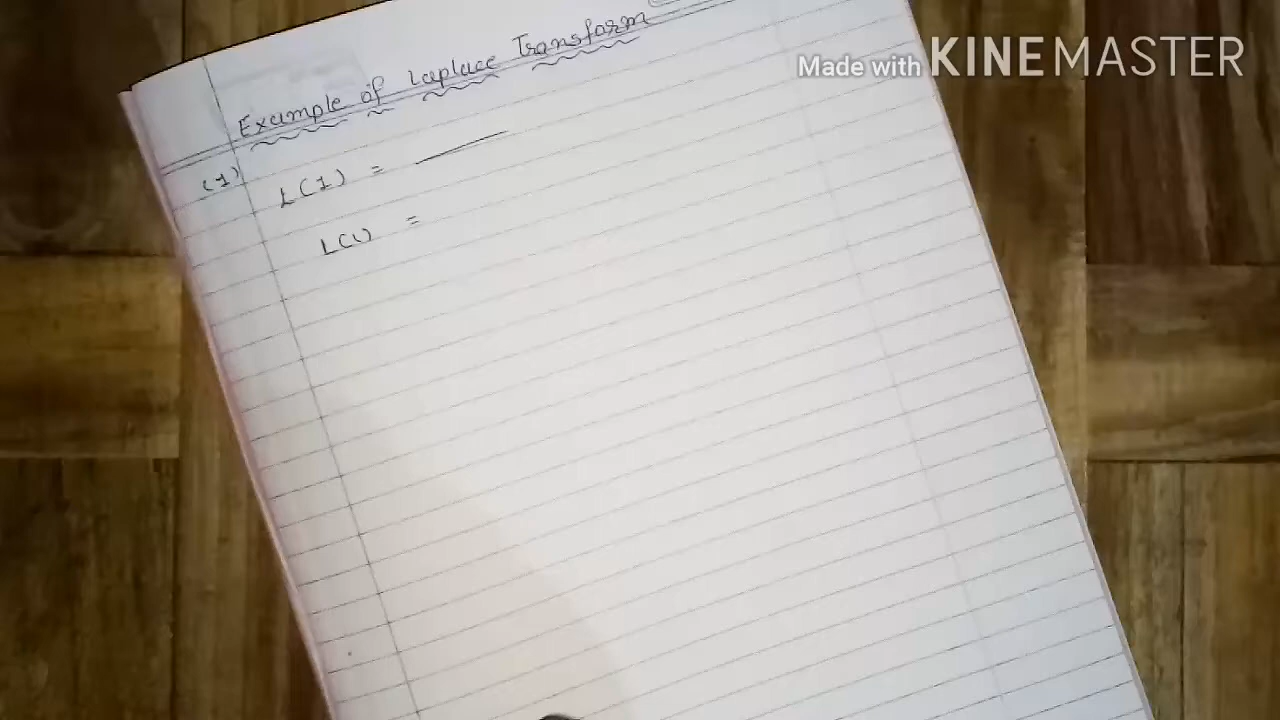 Example of Laplace Transform
Made with KINEMASTER
(1) L(1) =
L(1) =